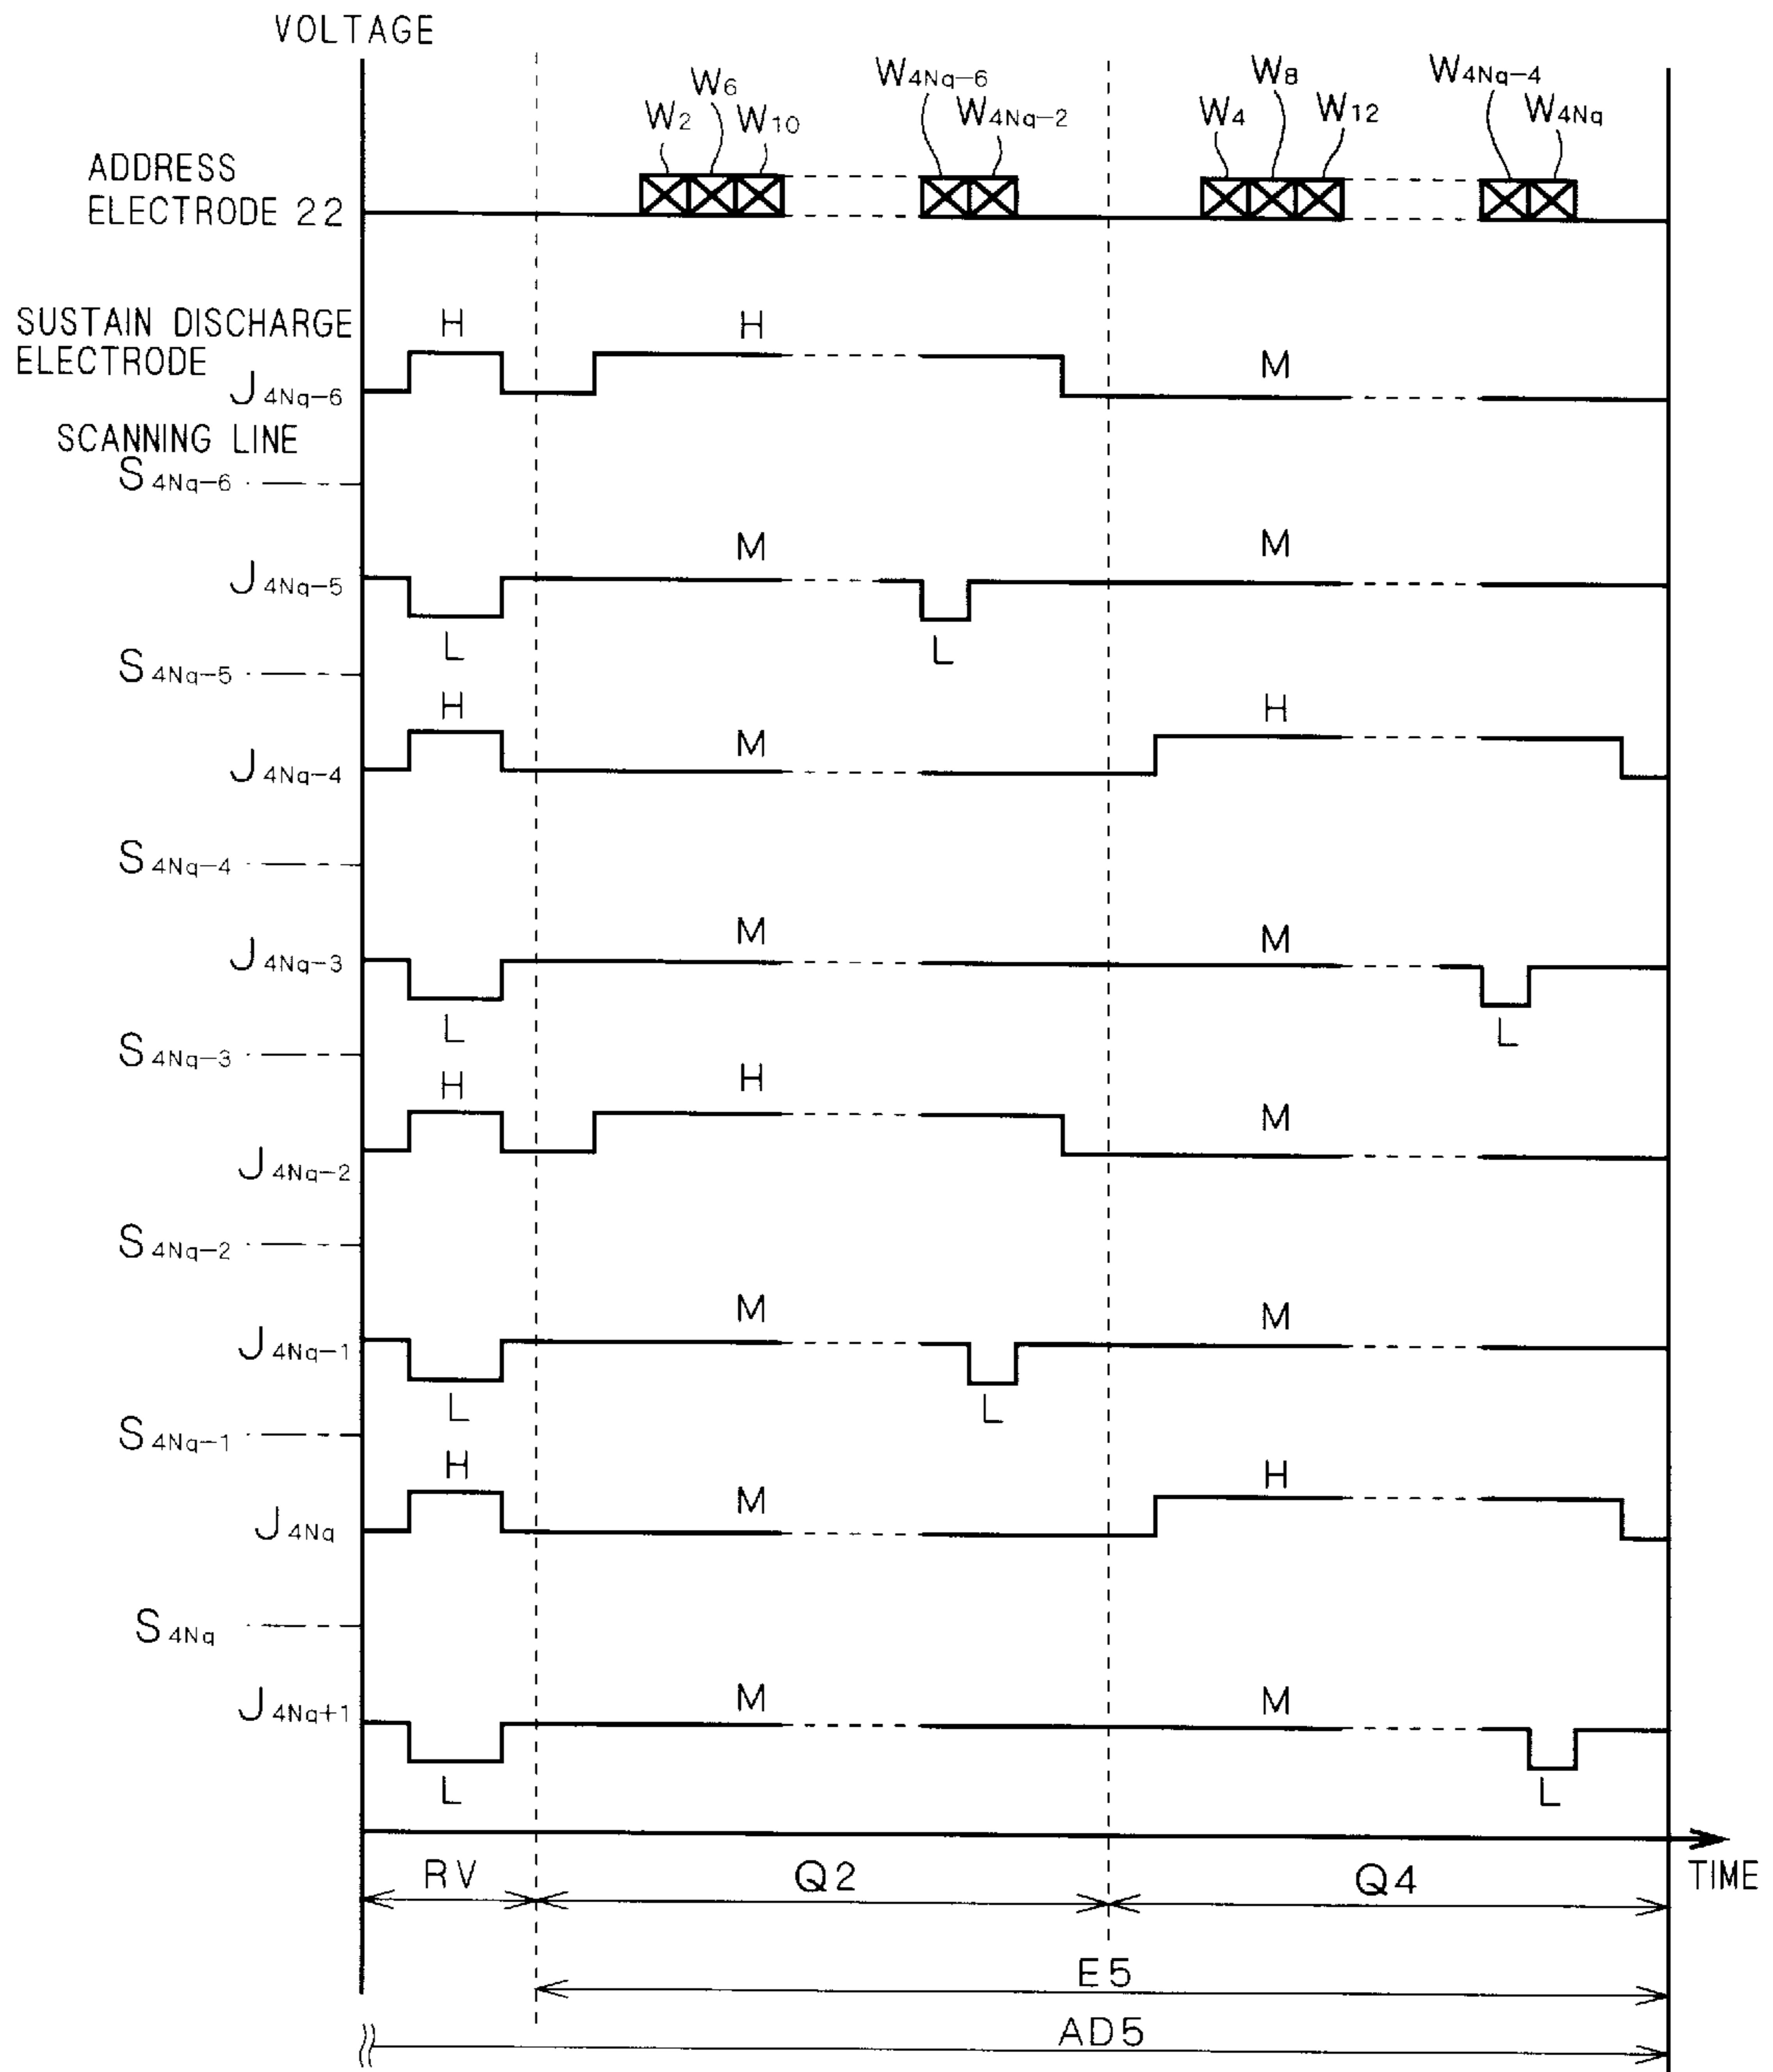 VOLTAGE
W2 W6 W10 W4Nq-6 W4Nq-2 W4 W8 W12 W4Nq-4 W4Nq
ADDRESS
ELECTRODE 22
SUSTAIN DISCHARGE
ELECTRODE
H H M
J4Nq-6
SCANNING LINE
S4Nq-6
M M
J4Nq-5
L L
S4Nq-5
H M H
J4Nq-4
S4Nq-4
M M
J4Nq-3
L L
S4Nq-3
H H M
J4Nq-2
S4Nq-2
M M
J4Nq-1
L L
S4Nq-1
H M H
J4Nq
S4Nq
M M
J4Nq+1
L L
RV Q2 Q4 TIME
E5
AD5